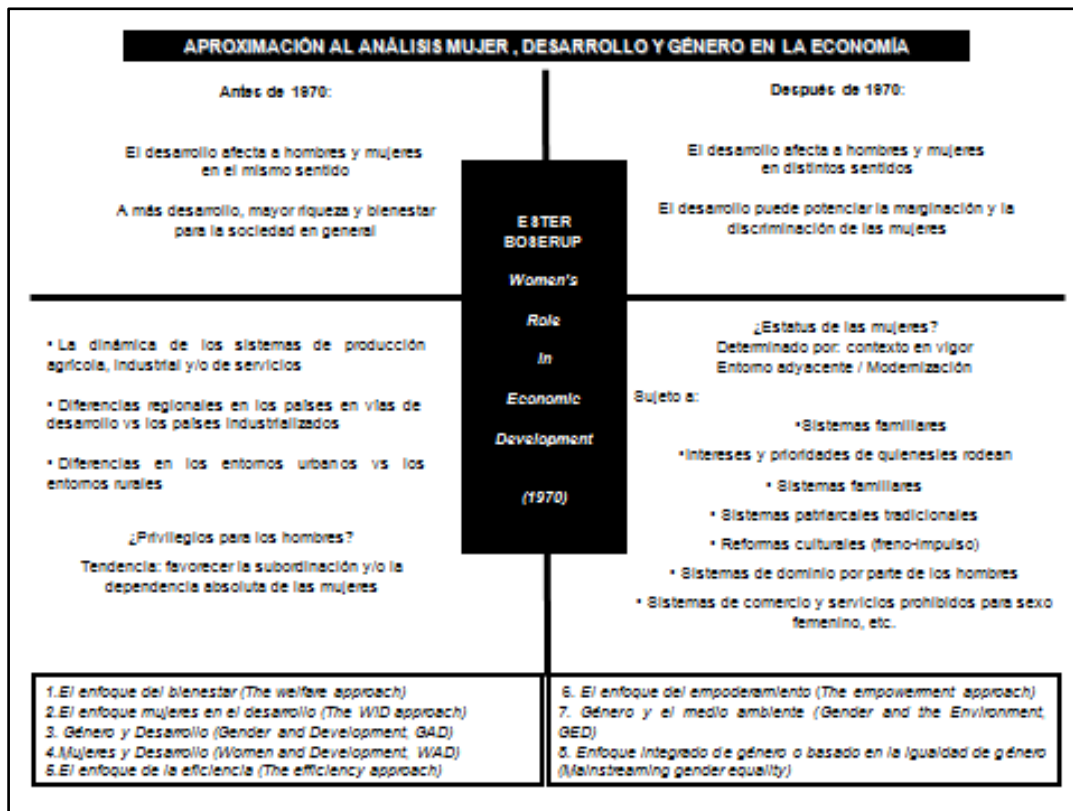 APROXIMACIÓN AL ANÁLISIS MUJER , DESARROLLO Y GÉNERO EN LA ECONOMÍA
Antes de 1970:
El desarrollo afecta a hombres y mujeres
en el mismo sentido
A más desarrollo, mayor riqueza y bienestar
para la sociedad en general
Después de 1970:
El desarrollo afecta a hombres y mujeres
en distintos sentidos
El desarrollo puede potenciar la marginación y la
discriminación de las mujeres
ESTER
BOSERUP
Women's
Role
In
Economic
Development
(1970)
• La dinámica de los sistemas de producción
agrícola, industrial y/o de servicios
• Diferencias regionales en los países en vías de
desarrollo vs los países industrializados
• Diferencias en los entornos urbanos vs los
entornos rurales
¿Privilegios para los hombres?
Tendencia: favorecer la subordinación y/o la
dependencia absoluta de las mujeres
¿Estatus de las mujeres?
Determinado por: contexto en vigor
Entorno adyacente / Modernización
Sujeto a:
•Sistemas familiares
•Intereses y prioridades de quienesles rodean
• Sistemas familiares
• Sistemas patriarcales tradicionales
• Reformas culturales (freno-impulso)
• Sistemas de dominio por parte de los hombres
• Sistemas de comercio y servicios prohibidos para sexo
femenino, etc.
1.El enfoque del bienestar (The welfare approach)
2.El enfoque mujeres en el desarrollo (The WID approach)
3. Género y Desarrollo (Gender and Development, GAD)
4.Mujeres y Desarrollo (Women and Development, WAD)
5.El enfoque de la eficiencia (The efficiency approach)
6. El enfoque del empoderamiento (The empowerment approach)
7. Género y el medio ambiente (Gender and the Environment,
GED)
8. Enfoque integrado de género o basado en la igualdad de género
(Mainstreaming gender equality)